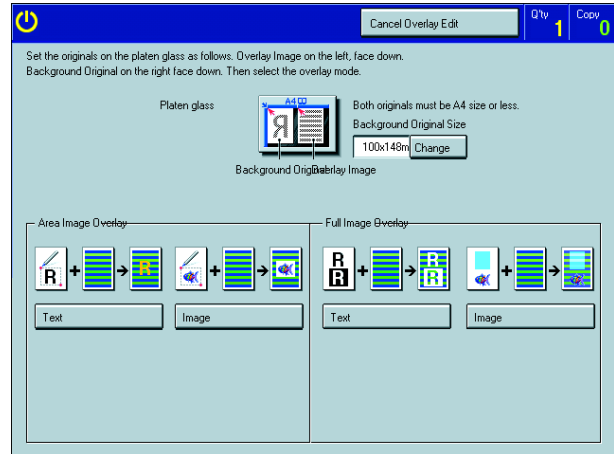 Cancel Overlay Edit
Q'ty
1
Copy
0
Set the originals on the platen glass as follows. Overlay Image on the left, face down.
Background Original on the right face down. Then select the overlay mode.
Platen glass
A4
R
Both originals must be A4 size or less.
Background Original Size
100x148m
Change
Background Original
Overlay Image
Area Image Overlay
Full Image Overlay
R + → R
+ →
R R + → R R
+ →
Text
Image
Text
Image